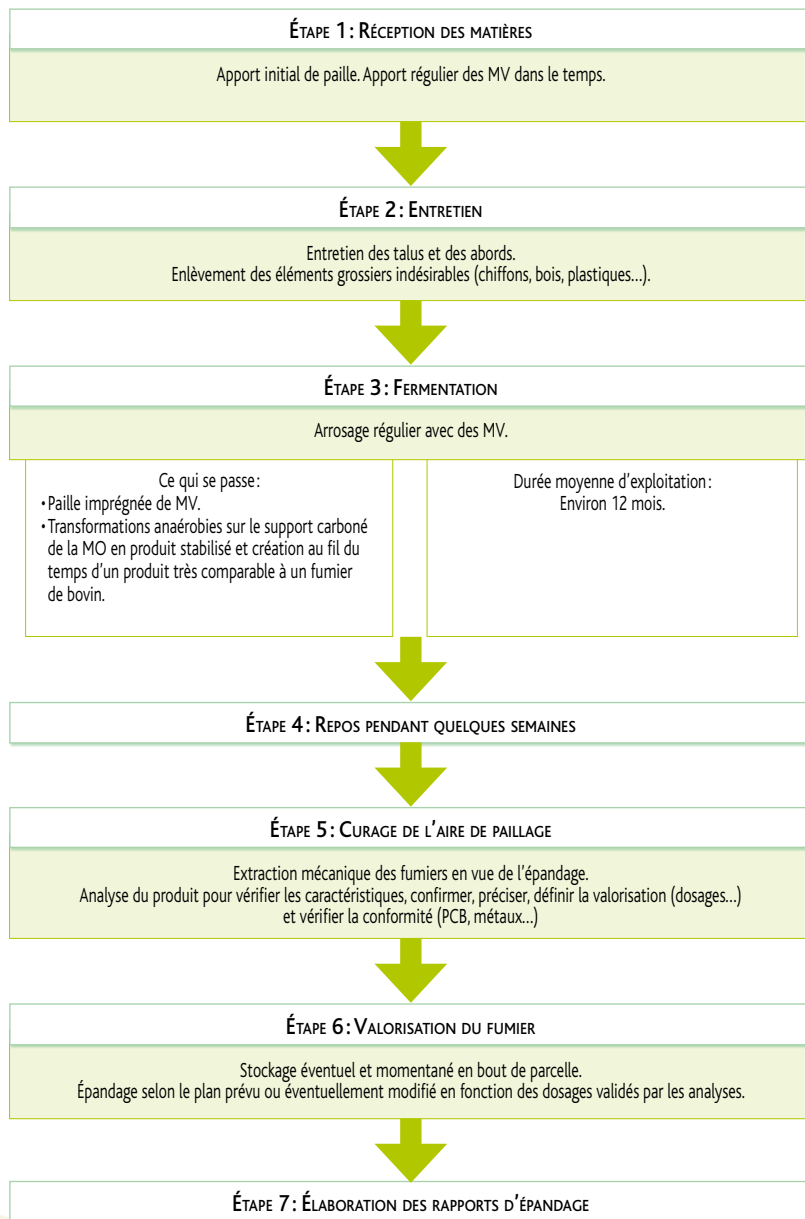 Étape 1 : Réception des matières
Apport initial de paille. Apport régulier des MV dans le temps.
Étape 2 : Entretien
Entretien des talus et des abords.
Enlèvement des éléments grossiers indésirables (chiffons, bois, plastiques...).
Étape 3 : Fermentation
Arrosage régulier avec des MV.
Ce qui se passe :
• Paille imprégnée de MV.
• Transformations anaérobies sur le support carboné
de la MO en produit stabilisé et création au fil du
temps d'un produit très comparable à un fumier
de bovin.
Durée moyenne d'exploitation :
Environ 12 mois.
Étape 4 : Repos pendant quelques semaines
Étape 5 : Curage de l'aire de paillage
Extraction mécanique des fumiers en vue de l'épandage.
Analyse du produit pour vérifier les caractéristiques, confirmer, préciser, définir la valorisation (dosages...)
et vérifier la conformité (PCB, métaux...)
Étape 6 : Valorisation du fumier
Stockage éventuel et momentané en bout de parcelle.
Épandage selon le plan prévu ou éventuellement modifié en fonction des dosages validés par les analyses.
Étape 7 : Élaboration des rapports d'épandage